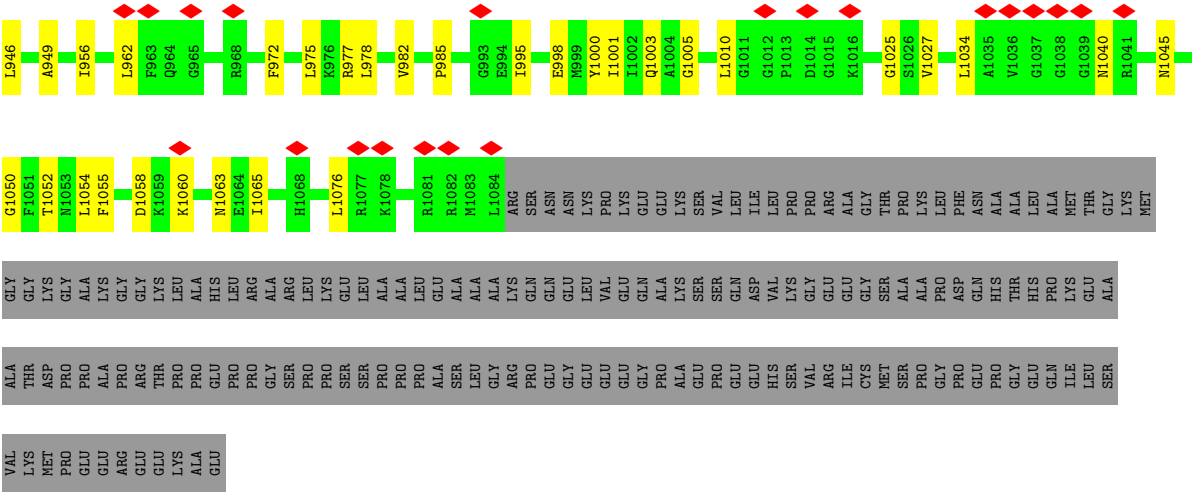 L946 A949 I956 L962 F963 Q964 G965 R968 F972 L975 K976 R977 L978 V982 P985 G993 E994 I995 E998 M999 Y1000 I1001 I1002 Q1003 A1004 G1005 L1010 G1011 G1012 P1013 D1014 G1015 K1016 G1025 S1026 V1027 L1034 A1035 V1036 G1037 G1038 G1039 N1040 R1041 N1045
G1050 F1051 T1052 N1053 L1054 F1055 D1058 K1059 K1060 N1063 E1064 I1065 H1068 L1076 R1077 K1078 R1081 R1082 M1083 L1084 ARG SER ASN ASN LYS PRO LYS GLU GLU LYS SER VAL LEU ILE LEU PRO PRO ARG ALA GLY THR PRO LYS LEU PHE ASN ALA ALA LEU ALA MET THR GLY LYS MET
GLY GLY LYS GLY ALA LYS GLY GLY LYS LEU ALA HIS LEU ARG ALA ARG LEU LYS GLU LEU ALA ALA LEU GLU ALA ALA ALA LYS GLN GLN GLU LEU VAL GLU GLN ALA LYS SER SER GLN ASP VAL LYS GLY GLU GLU GLY SER ALA ALA PRO ASP GLN HIS THR HIS PRO LYS GLU ALA
ALA THR ASP PRO PRO ALA PRO ARG THR PRO PRO GLU PRO PRO GLY SER PRO PRO SER SER PRO PRO PRO ALA SER LEU GLY ARG PRO GLU GLY GLU GLU GLU GLY PRO ALA GLU PRO GLU GLU HIS SER VAL ARG ILE CYS MET SER PRO GLY PRO GLU PRO GLY GLU GLN ILE LEU SER
VAL LYS MET PRO GLU GLU ARG GLU GLU LYS ALA GLU